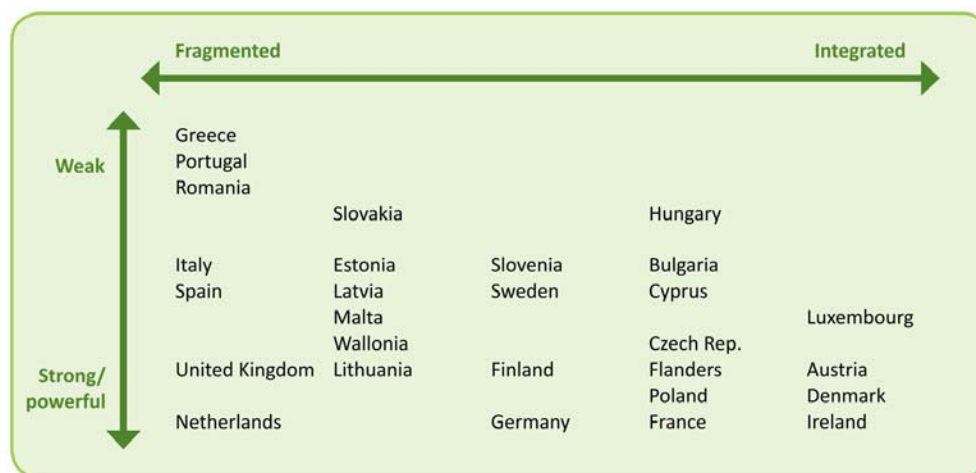 Fragmented Integrated
Weak
Greece
Portugal
Romania
Slovakia Hungary
Italy Estonia Slovenia Bulgaria
Spain Latvia Sweden Cyprus
Malta Luxembourg
Wallonia Czech Rep.
United Kingdom Lithuania Finland Flanders Austria
Strong/
powerful
Poland Denmark
Netherlands Germany France Ireland